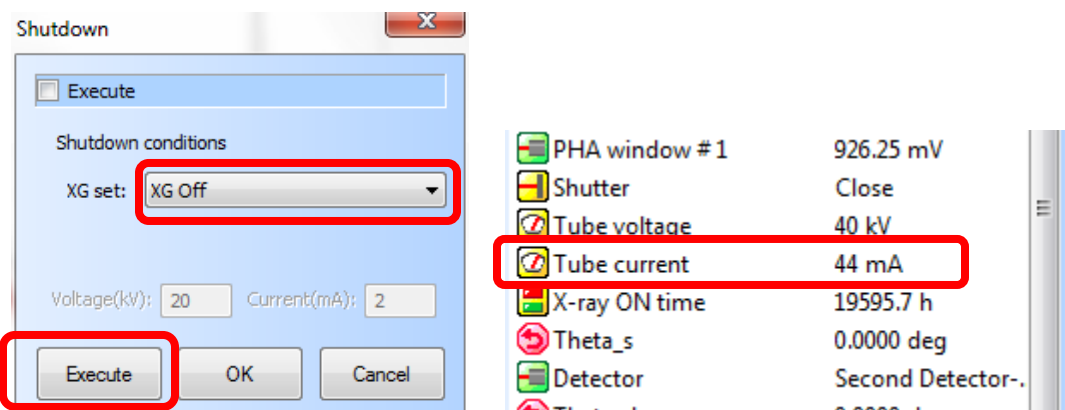 Shutdown
x
Execute
Shutdown conditions
XG set: XG Off
Voltage(kV): 20 Current(mA): 2
Execute OK Cancel
PHA window #1 926.25 mV
Shutter Close
Tube voltage 40 kV
Tube current 44 mA
X-ray ON time 19595.7 h
Theta_s 0.0000 deg
Detector Second Detector-.